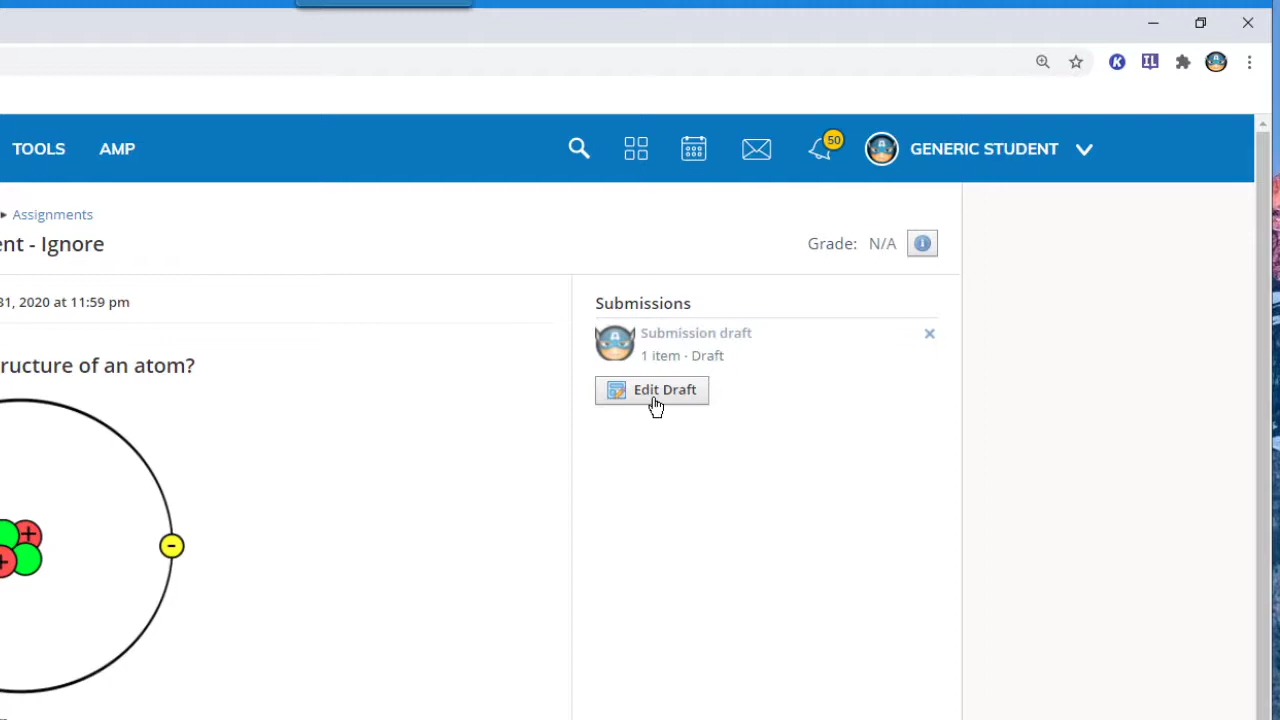 TOOLS AMP 50 GENERIC STUDENT
Assignments
ent - Ignore
Grade: N/A
31, 2020 at 11:59 pm
Submissions
Submission draft
1 item · Draft
ructure of an atom?
Edit Draft
+
-
+